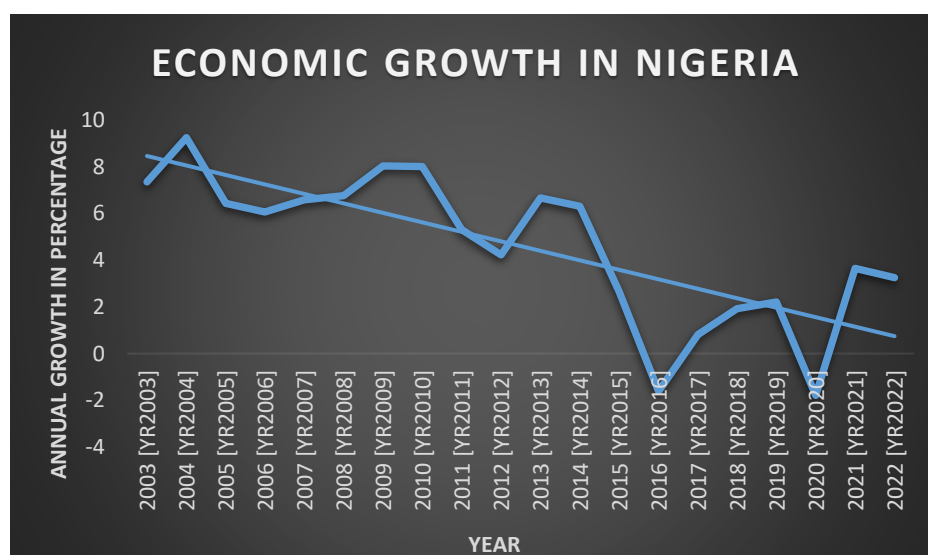 ECONOMIC GROWTH IN NIGERIA
ANNUAL GROWTH IN PERCENTAGE
10
8
6
4
2
0
-2
-4
2003 [YR2003]
2004 [YR2004]
2005 [YR2005]
2006 [YR2006]
2007 [YR2007]
2008 [YR2008]
2009 [YR2009]
2010 [YR2010]
2011 [YR2011]
2012 [YR2012]
2013 [YR2013]
2014 [YR2014]
2015 [YR2015]
2016 [YR2016]
2017 [YR2017]
2018 [YR2018]
2019 [YR2019]
2020 [YR2020]
2021 [YR2021]
2022 [YR2022]
YEAR